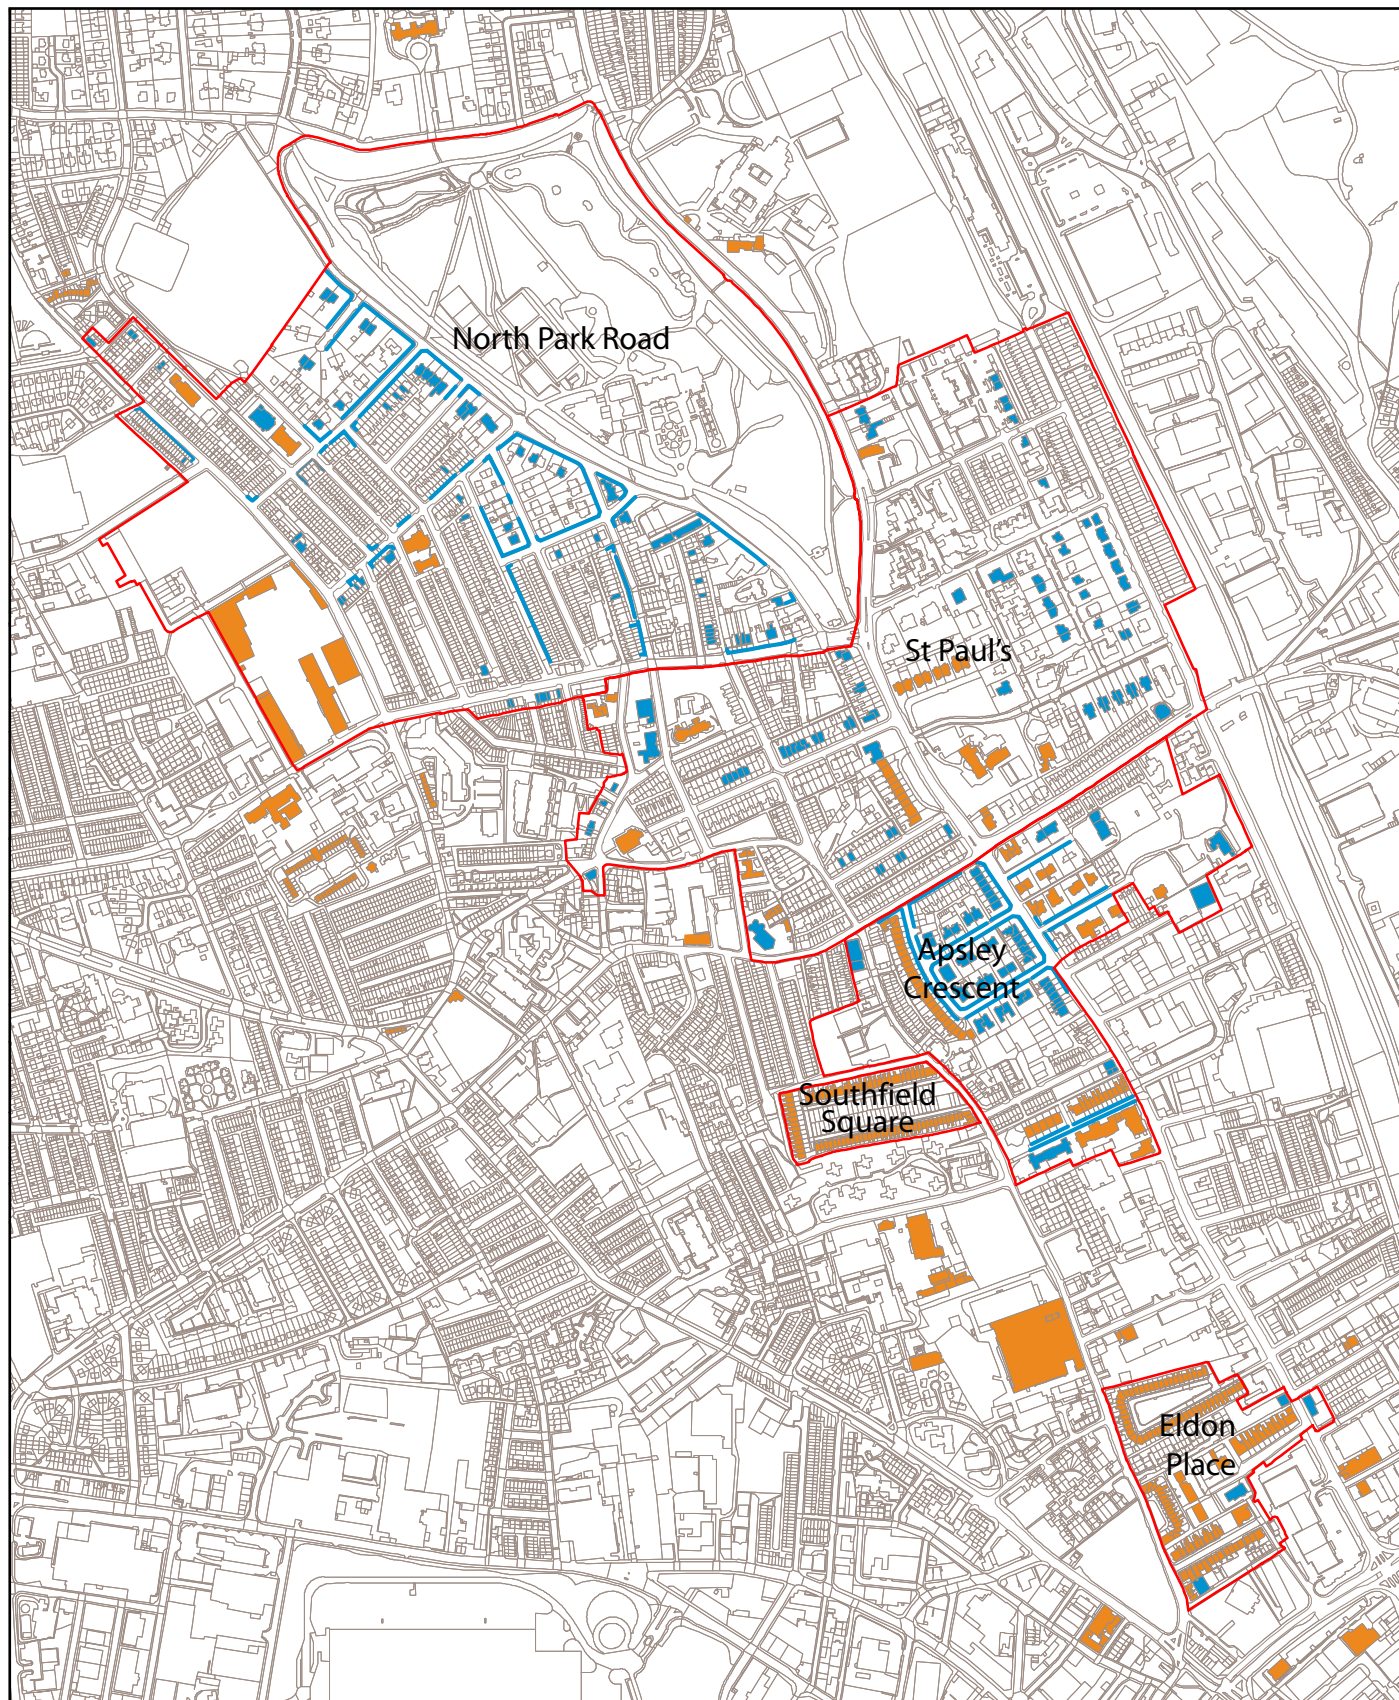 North Park Road
St Paul's
Apsley
Crescent
Southfield
Square
Eldon
Place